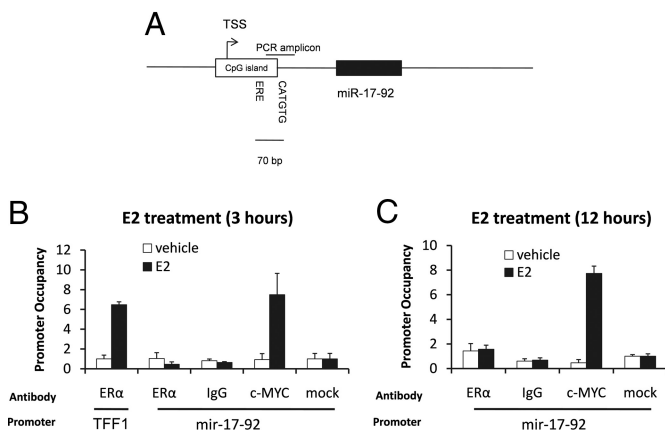 A
TSS
PCR amplicon
CpG island
ERE
CATGTG
miR-17-92
70 bp
B
E2 treatment (3 hours)
Promoter Occupancy
12
10
8
6
4
2
0
vehicle
E2
Antibody ERα ERα IgG c-MYC mock
Promoter TFF1 mir-17-92
C
E2 treatment (12 hours)
Promoter Occupancy
10
8
6
4
2
0
vehicle
E2
Antibody ERα IgG c-MYC mock
Promoter mir-17-92